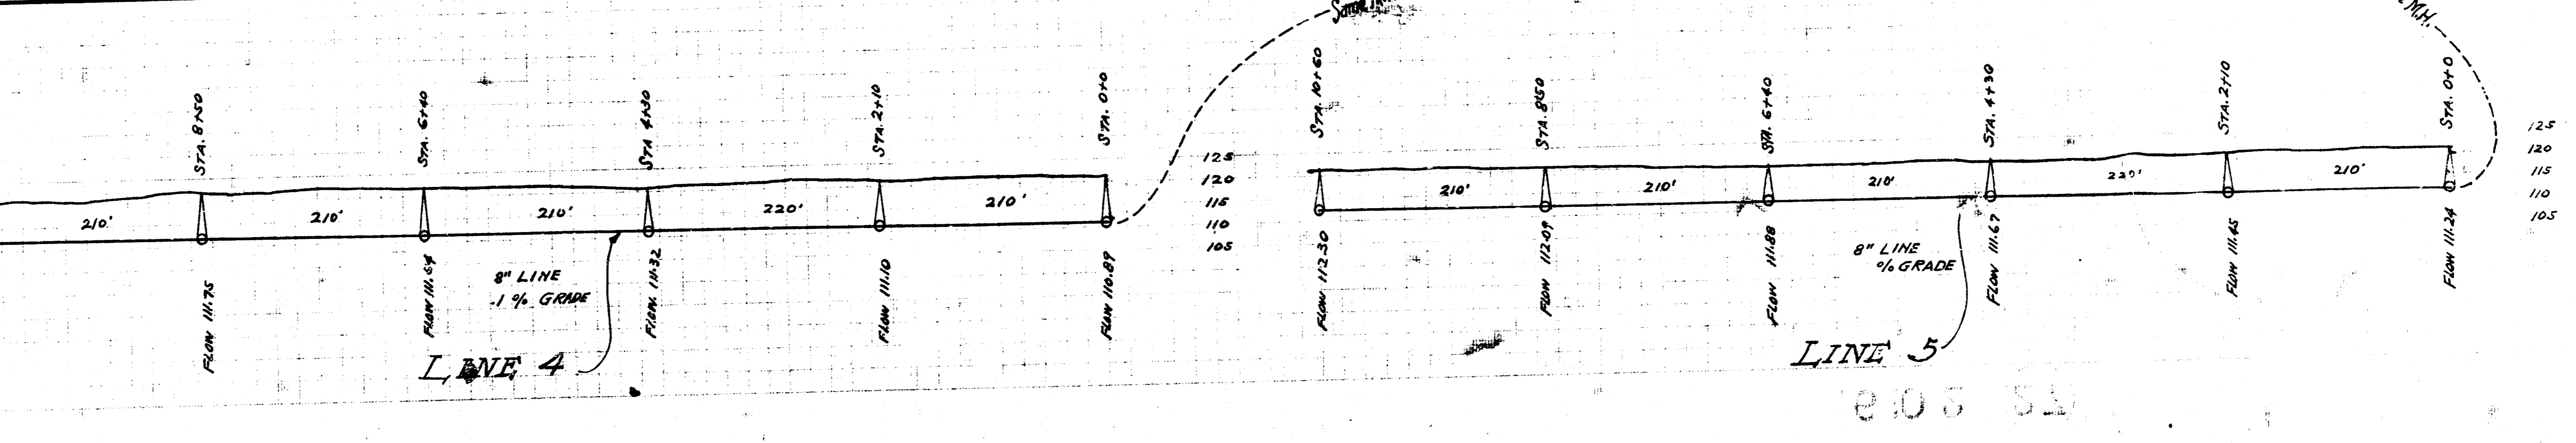 M.H.
STA. 8+50
STA. 6+40
STA 4+30
STA. 2+10
STA. 0+0
210'
210'
210'
220'
210'
125
120
115
110
105
FLOW 111.75
FLOW 111.54
FLOW. 111.32
FLOW 111.10
FLOW 110.89
8" LINE
.1 % GRADE
LINE 4
STA. 10+60
STA. 8+50
STA. 6+40
STA. 4+30
STA. 2+10
STA. 0+0
210'
210'
210'
220'
210'
125
120
115
110
105
FLOW 112.30
FLOW 112.09
FLOW 111.88
FLOW 111.67
FLOW 111.45
FLOW 111.24
8" LINE
% GRADE
LINE 5